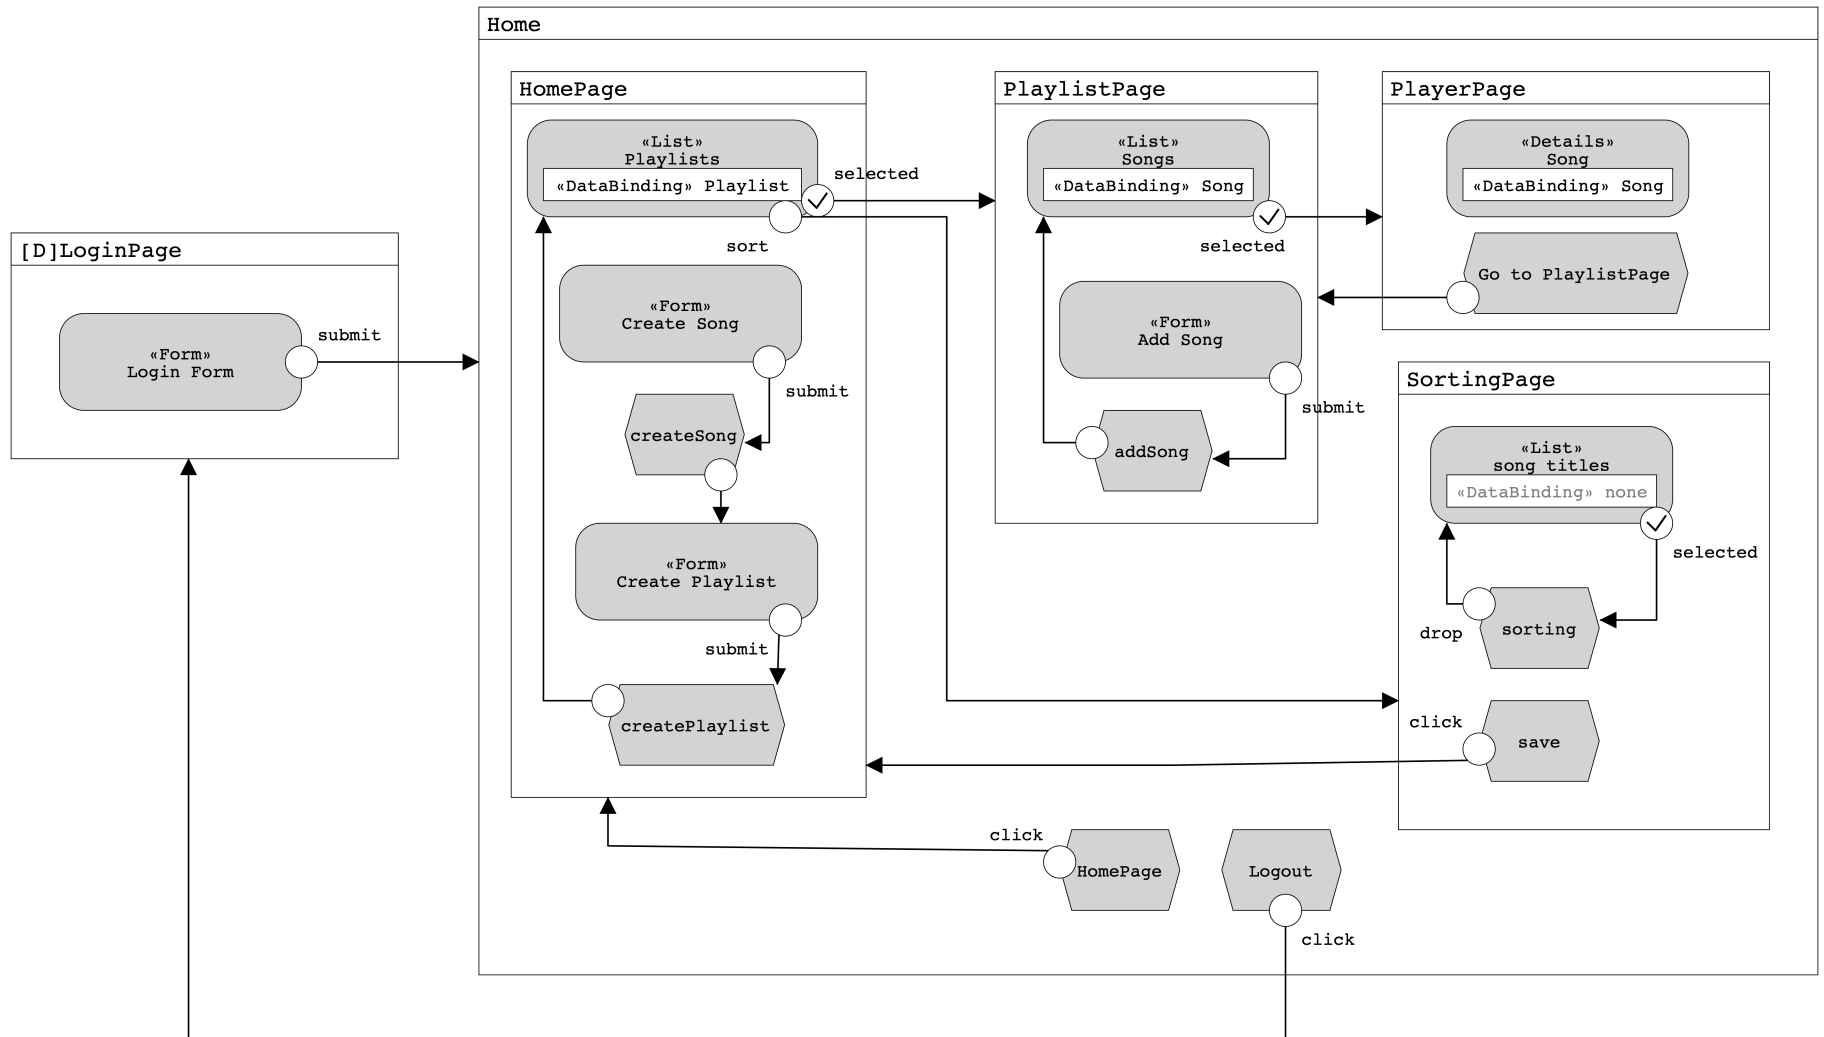 Home
HomePage
«List»
Playlists
«DataBinding» Playlist
selected
sort
«Form»
Create Song
submit
createSong
«Form»
Create Playlist
submit
createPlaylist
PlaylistPage
«List»
Songs
«DataBinding» Song
selected
«Form»
Add Song
submit
addSong
PlayerPage
«Details»
Song
«DataBinding» Song
Go to PlaylistPage
[D]LoginPage
«Form»
Login Form
submit
SortingPage
«List»
song titles
«DataBinding» none
selected
drop
sorting
click
save
click
HomePage
Logout
click